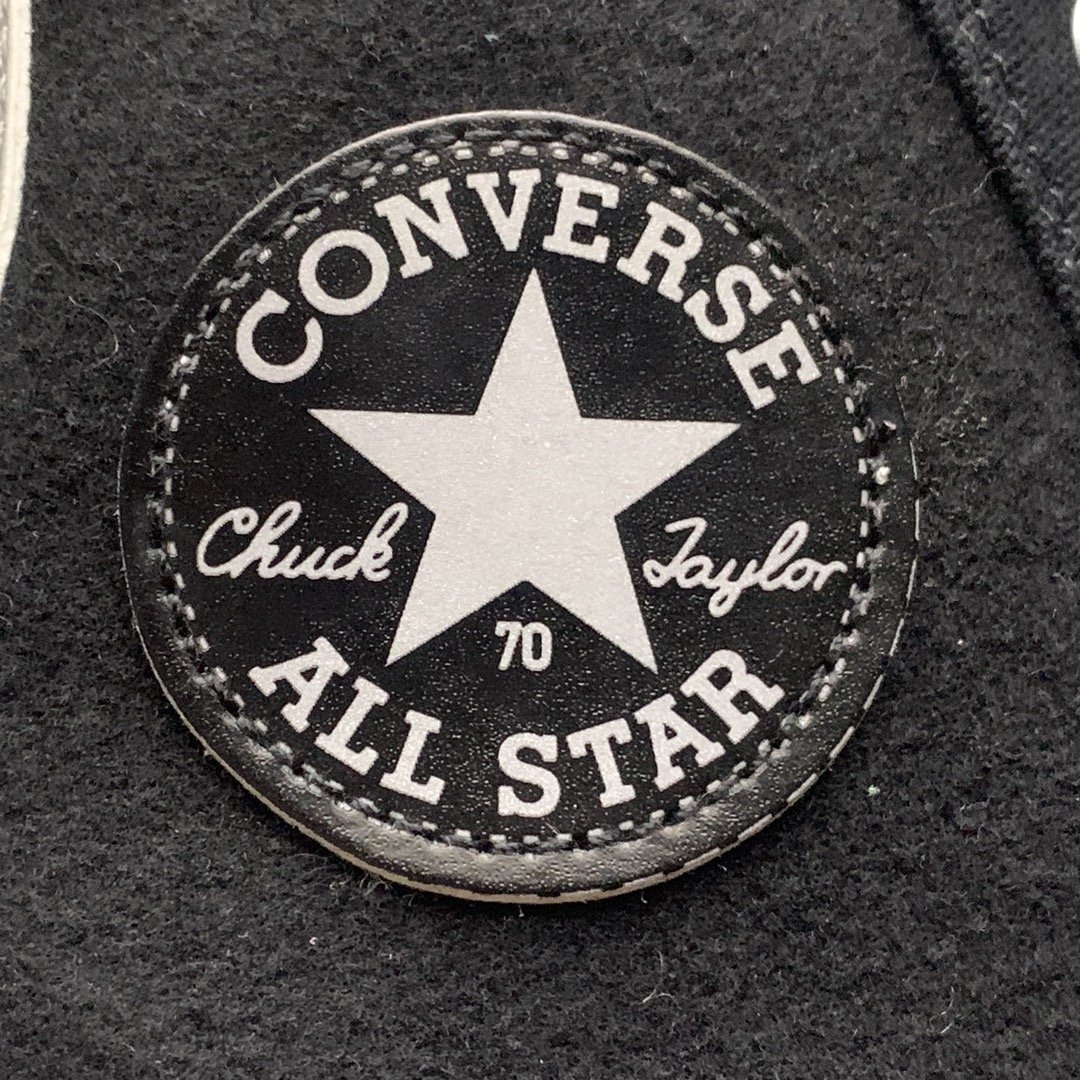 CONVERSE
Chuck Taylor
70
ALL STAR